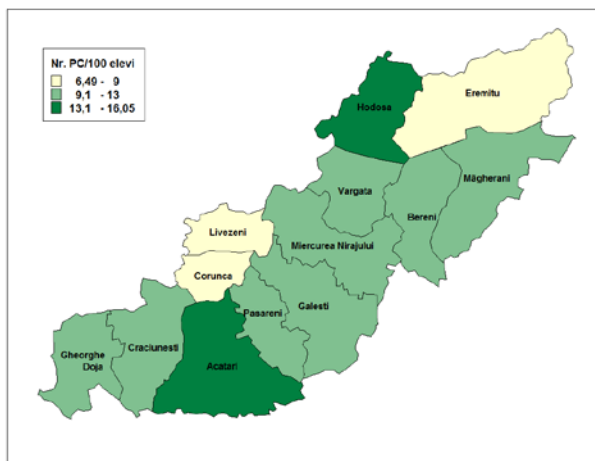 Nr. PC/100 elevi
6,49 - 9
9,1 - 13
13,1 - 16,05
Hodosa
Eremitu
Măgherani
Vargata
Bereni
Livezeni
Miercurea Nirajului
Corunca
Pasareni
Galesti
Gheorghe
Doja
Craciunesti
Acatari